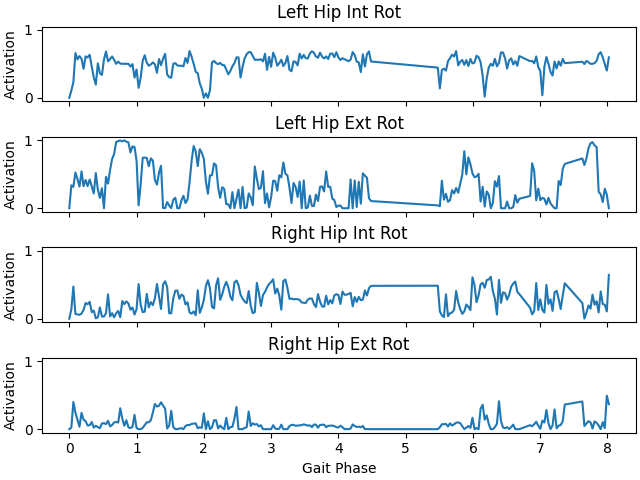 Left Hip Int Rot
Activation
1
0
Left Hip Ext Rot
Activation
1
0
Right Hip Int Rot
Activation
1
0
Right Hip Ext Rot
Activation
1
0
0 1 2 3 4 5 6 7 8
Gait Phase